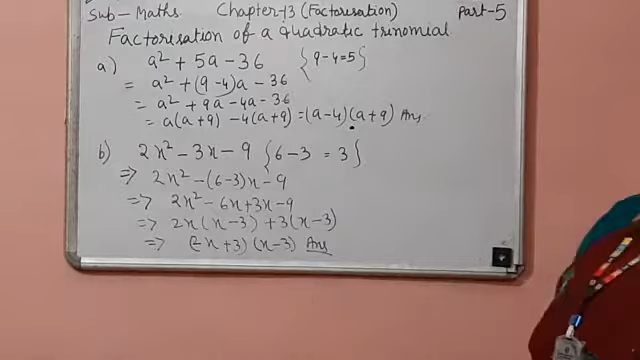 Sub - Maths Chapter-13 (Factorisation) Part-5
Factorisation of a quadratic trinomial
a) a² + 5a - 36 {9 - 4 = 5}
= a² + (9 - 4)a - 36
= a² + 9a - 4a - 36
= a(a + 9) - 4(a + 9) = (a - 4)(a + 9) Ans.
b) 2x² - 3x - 9 {6 - 3 = 3}
=> 2x² - (6 - 3)x - 9
=> 2x² - 6x + 3x - 9
=> 2x(x - 3) + 3(x - 3)
=> (2x + 3)(x - 3) Ans